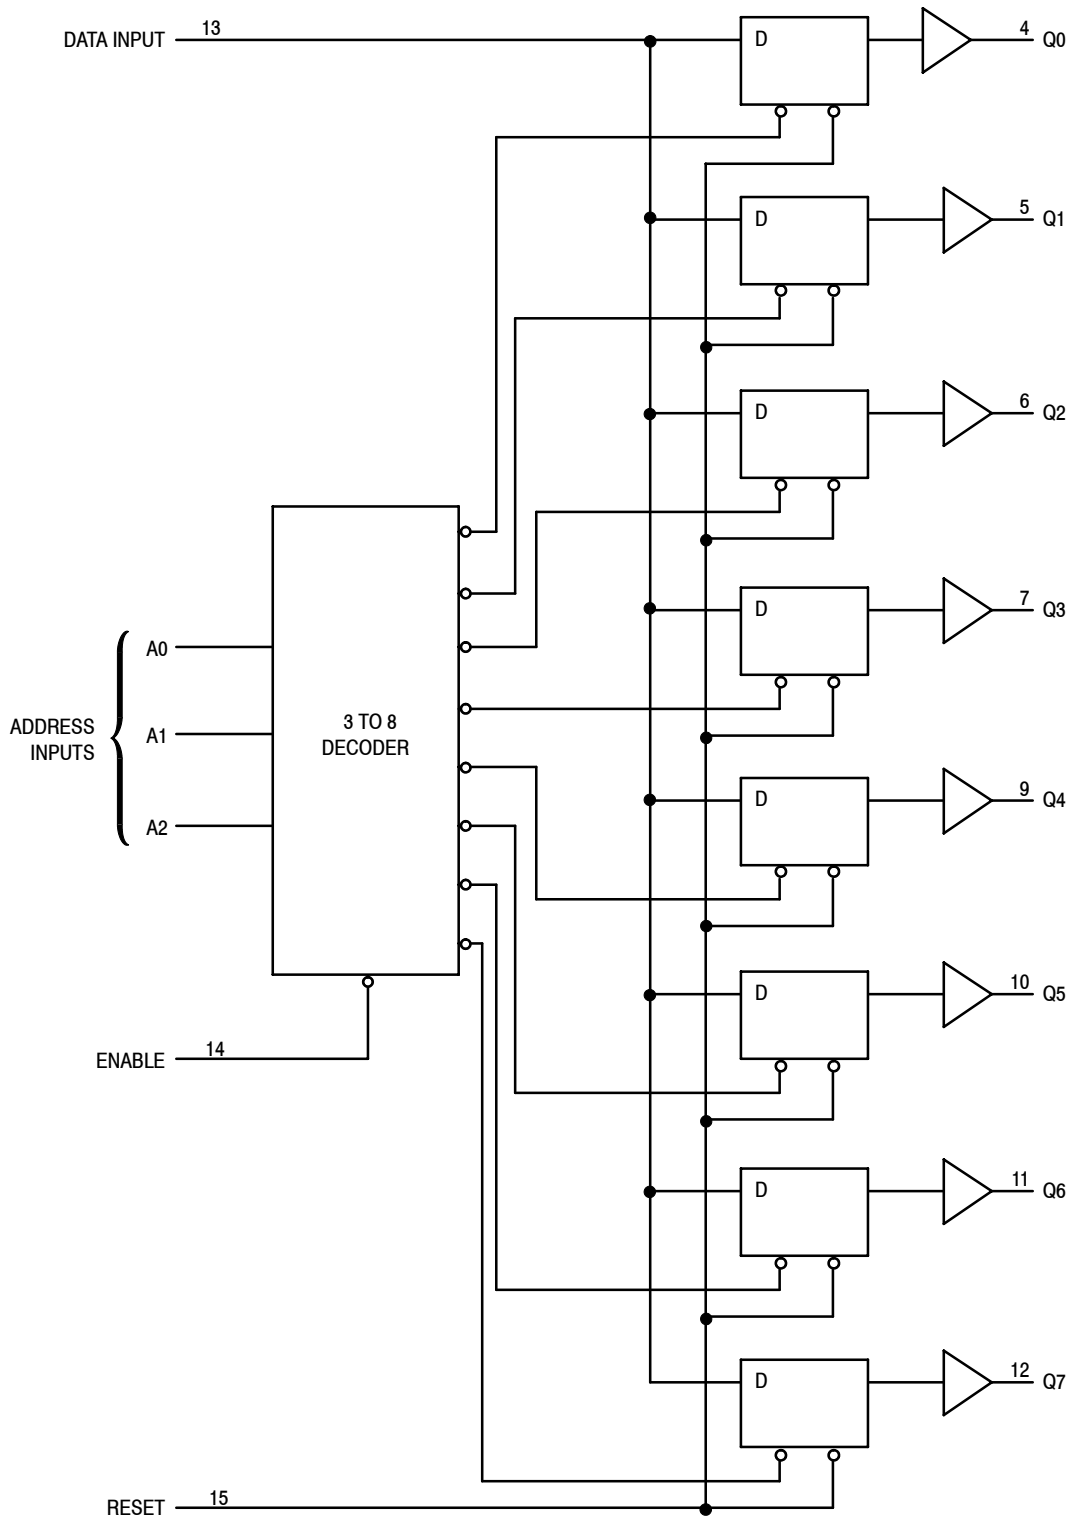 DATA INPUT 13
D
4 Q0
D
5 Q1
D
6 Q2
D
7 Q3
D
9 Q4
D
10 Q5
D
11 Q6
D
12 Q7
ADDRESS
INPUTS
A0
A1
A2
3 TO 8
DECODER
ENABLE 14
RESET 15